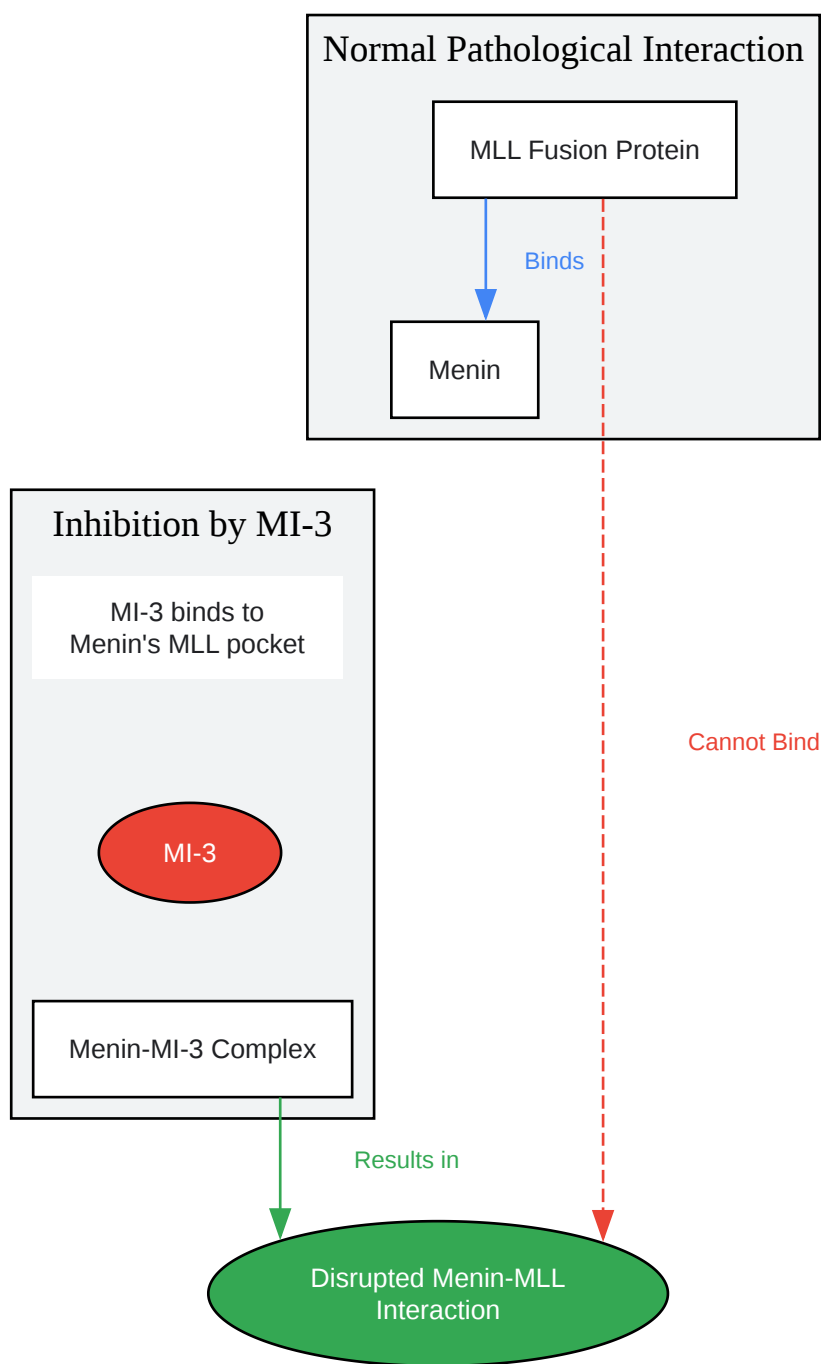 Normal Pathological Interaction
MLL Fusion Protein
Binds
Menin
Inhibition by MI-3
MI-3 binds to
Menin's MLL pocket
Cannot Bind
MI-3
Menin-MI-3 Complex
Results in
Disrupted Menin-MLL
Interaction